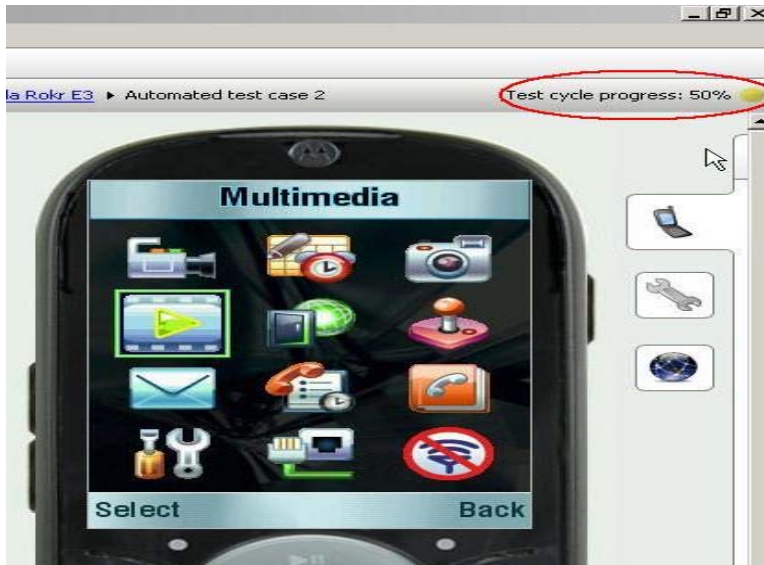 la Rokr E3 ▸ Automated test case 2 Test cycle progress: 50%
Multimedia
Select Back